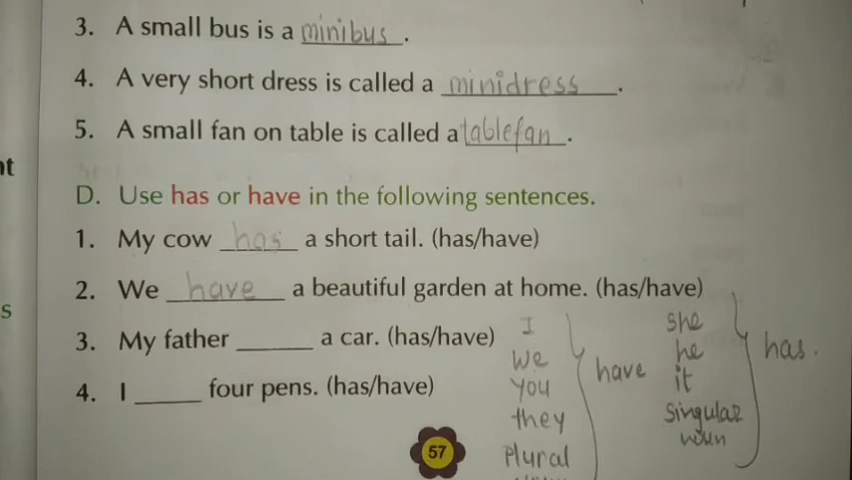 3. A small bus is a minibus.
4. A very short dress is called a minidress.
5. A small fan on table is called a tablefan.
nt
D. Use has or have in the following sentences.
1. My cow has a short tail. (has/have)
s
2. We have a beautiful garden at home. (has/have)
3. My father ______ a car. (has/have)
4. I ______ four pens. (has/have)
I
We
you
they
Plural
have
she
he
it
Singular
noun
has.
57